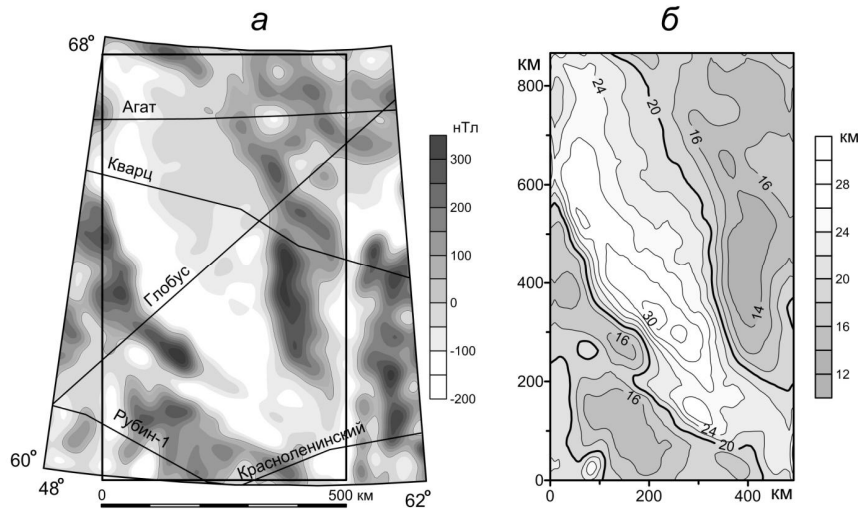 а
б
68°
Агат
Кварц
Глобус
Рубин-1
Красноленинский
60°
48°
62°
0
500 км
нТл
300
200
100
0
-100
-200
км
800
600
400
200
0
0
200
400
км
24
20
16
16
14
30
16
16
24
20
км
28
24
20
16
12